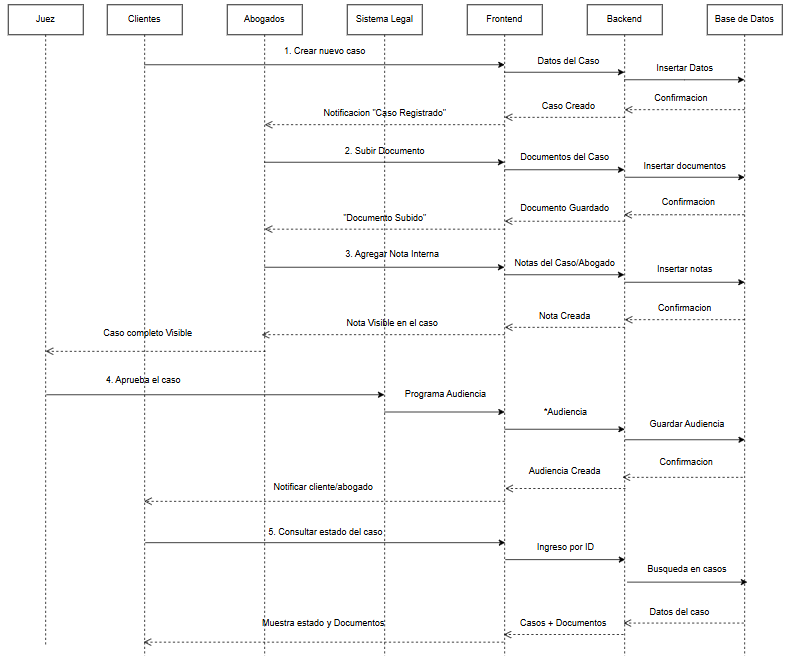 Juez
Clientes
Abogados
Sistema Legal
Frontend
Backend
Base de Datos
1. Crear nuevo caso
Datos del Caso
Insertar Datos
Confirmacion
Caso Creado
Notificacion "Caso Registrado"
2. Subir Documento
Documentos del Caso
Insertar documentos
Confirmacion
Documento Guardado
"Documento Subido"
3. Agregar Nota Interna
Notas del Caso/Abogado
Insertar notas
Confirmacion
Nota Creada
Nota Visible en el caso
Caso completo Visible
4. Aprueba el caso
Programa Audiencia
*Audiencia
Guardar Audiencia
Confirmacion
Audiencia Creada
Notificar cliente/abogado
5. Consultar estado del caso
Ingreso por ID
Busqueda en casos
Datos del caso
Casos + Documentos
Muestra estado y Documentos